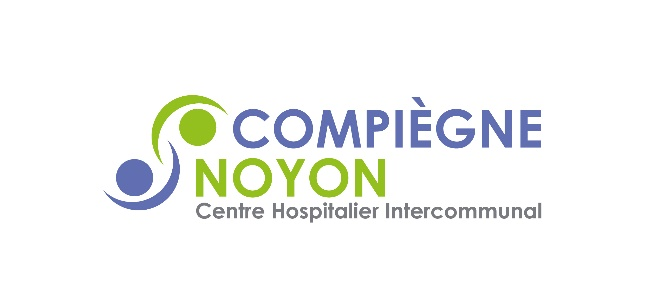 COMPIÈGNE
NOYON
Centre Hospitalier Intercommunal